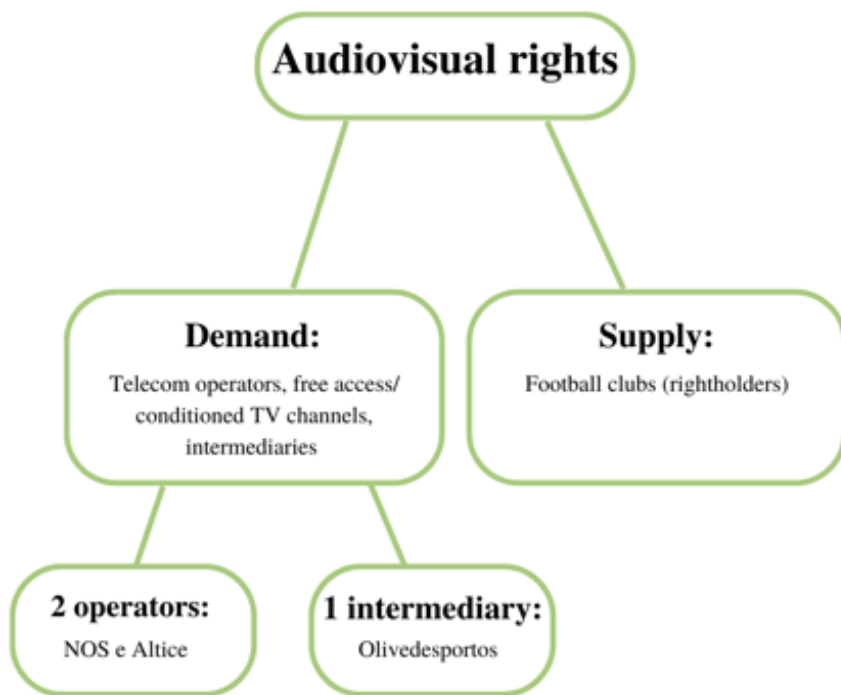 Audiovisual rights
Demand:
Telecom operators, free access/
conditioned TV channels,
intermediaries
Supply:
Football clubs (rightholders)
2 operators:
NOS e Altice
1 intermediary:
Olivedesportos